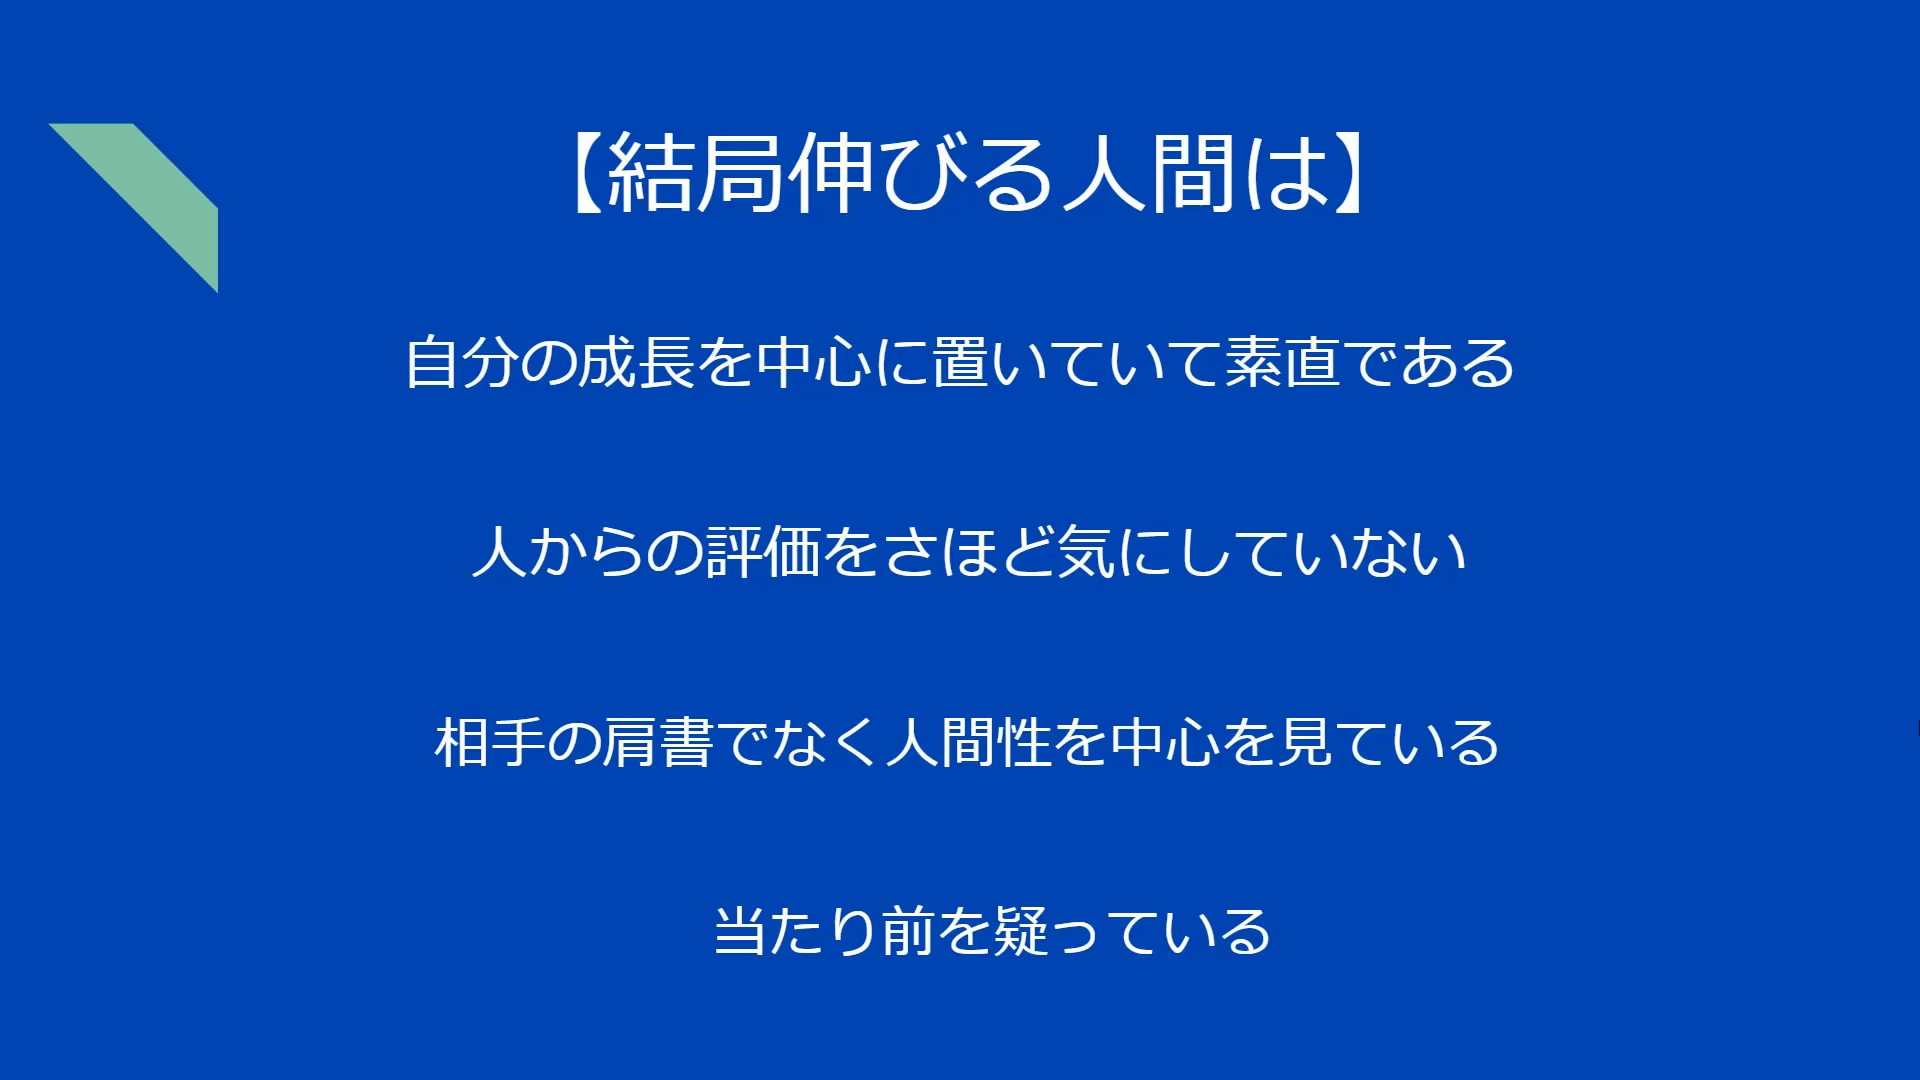 【結局伸びる人間は】
自分の成長を中心に置いていて素直である
人からの評価をさほど気にしていない
相手の肩書でなく人間性を中心を見ている
当たり前を疑っている